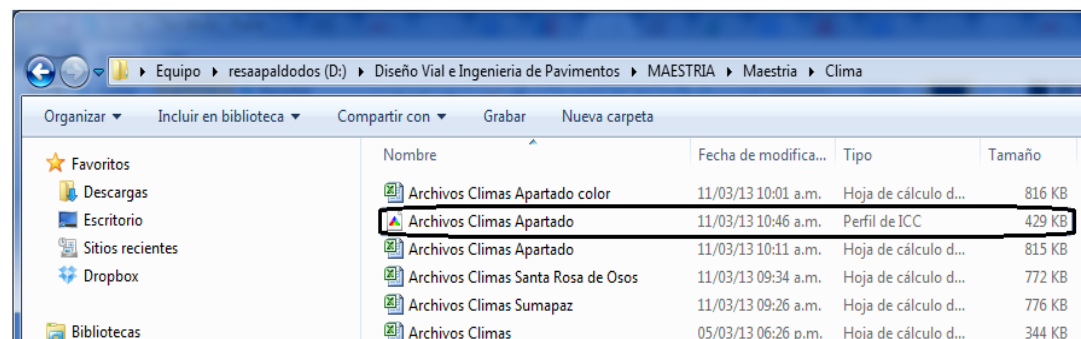 Equipo resaapaldodos (D:) Diseño Vial e Ingenieria de Pavimentos MAESTRIA Maestria Clima
Organizar Incluir en biblioteca Compartir con Grabar Nueva carpeta
Favoritos
Descargas
Escritorio
Sitios recientes
Dropbox
Bibliotecas
Nombre Fecha de modifica... Tipo Tamaño
Archivos Climas Apartado color 11/03/13 10:01 a.m. Hoja de cálculo d... 816 KB
Archivos Climas Apartado 11/03/13 10:46 a.m. Perfil de ICC 429 KB
Archivos Climas Apartado 11/03/13 10:11 a.m. Hoja de cálculo d... 815 KB
Archivos Climas Santa Rosa de Osos 11/03/13 09:34 a.m. Hoja de cálculo d... 772 KB
Archivos Climas Sumapaz 11/03/13 09:26 a.m. Hoja de cálculo d... 776 KB
Archivos Climas 05/03/13 06:26 p.m. Hoja de cálculo d... 344 KB